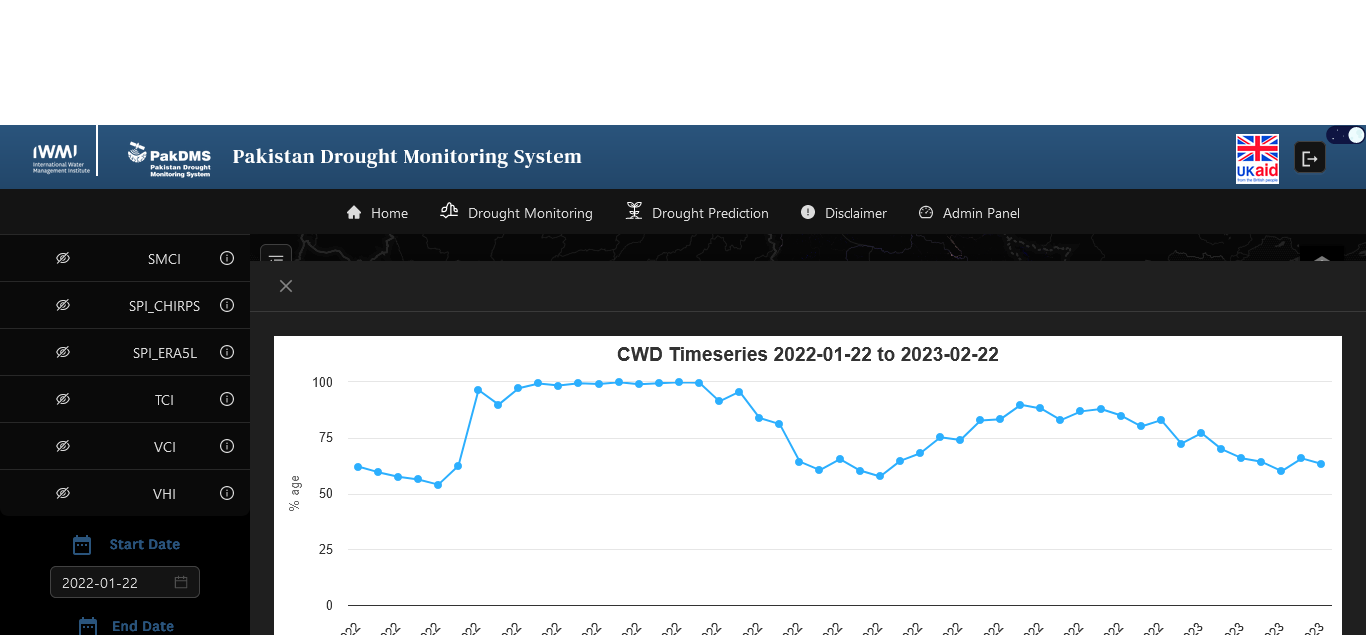 IWMI
International Water
Management Institute
PakDMS
Pakistan Drought
Monitoring System
Pakistan Drought Monitoring System
UKaid
from the British people
Home
Drought Monitoring
Drought Prediction
Disclaimer
Admin Panel
SMCI
SPI_CHIRPS
SPI_ERA5L
TCI
VCI
VHI
Start Date
2022-01-22
End Date
CWD Timeseries 2022-01-22 to 2023-02-22
100
75
50
25
0
% age